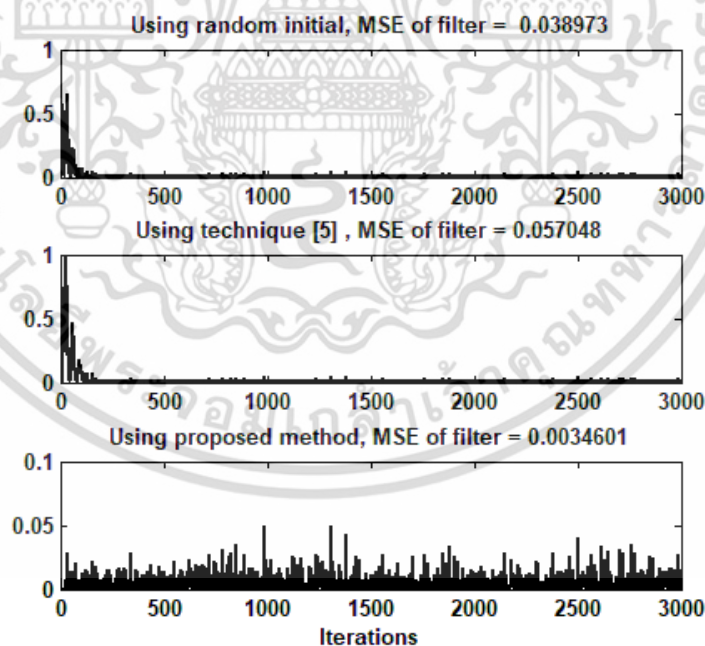 Using random initial, MSE of filter = 0.038973
1
0.5
0
0 500 1000 1500 2000 2500 3000
Using technique [5] , MSE of filter = 0.057048
1
0.5
0
0 500 1000 1500 2000 2500 3000
Using proposed method, MSE of filter = 0.0034601
0.1
0.05
0
0 500 1000 1500 2000 2500 3000
Iterations